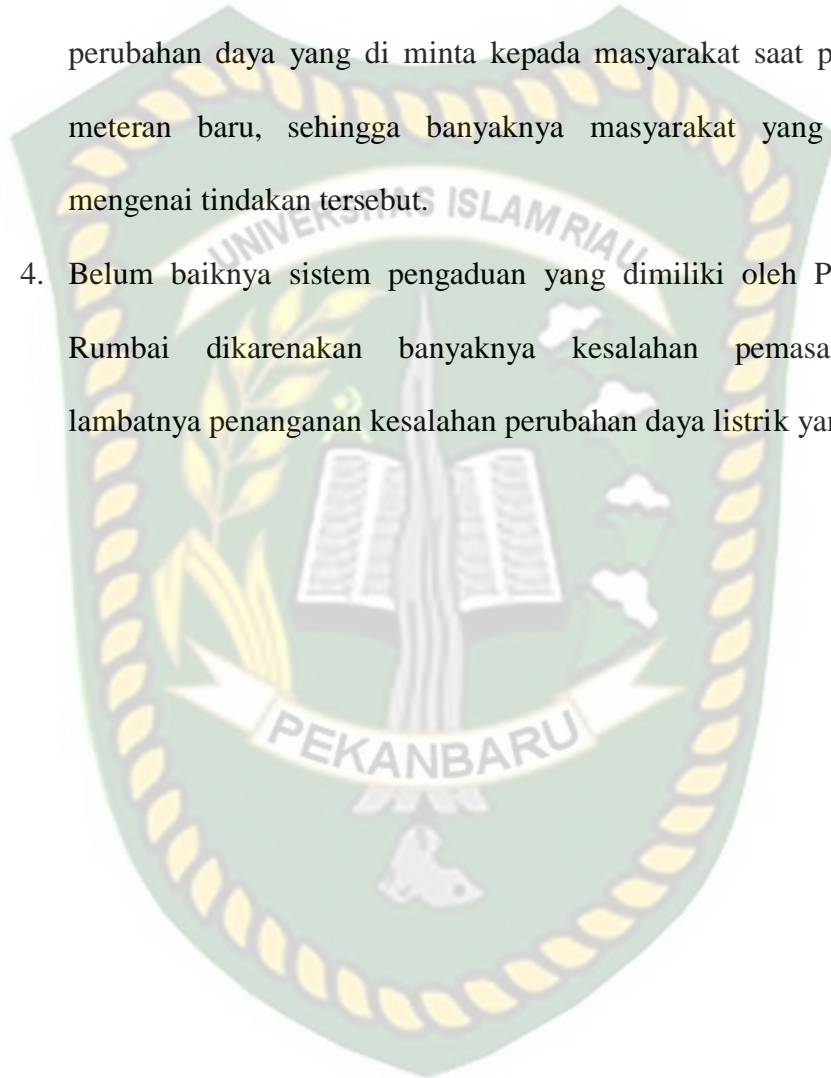 perubahan daya yang di minta kepada masyarakat saat
meteran baru, sehingga banyaknya masyarakat yang
mengenai tindakan tersebut.
UNIVERSITAS ISLAM RIAU
4. Belum baiknya sistem pengaduan yang dimiliki oleh
Rumbai dikarenakan banyaknya kesalahan
lambatnya penanganan kesalahan perubahan daya listrik
PEKANBARU